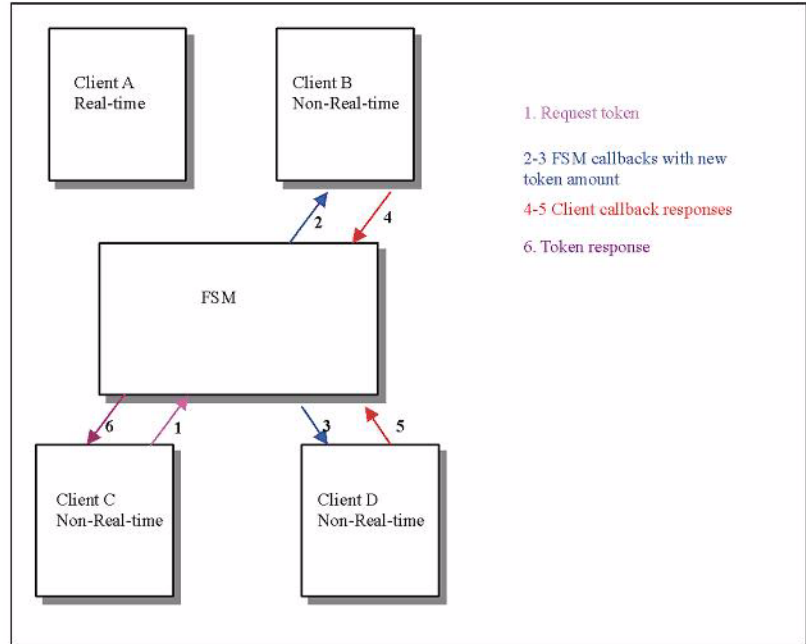 Client A
Real-time
Client B
Non-Real-time
1. Request token
2-3 FSM callbacks with new
token amount
4-5 Client callback responses
6. Token response
2
4
FSM
6
1
3
5
Client C
Non-Real-time
Client D
Non-Real-time